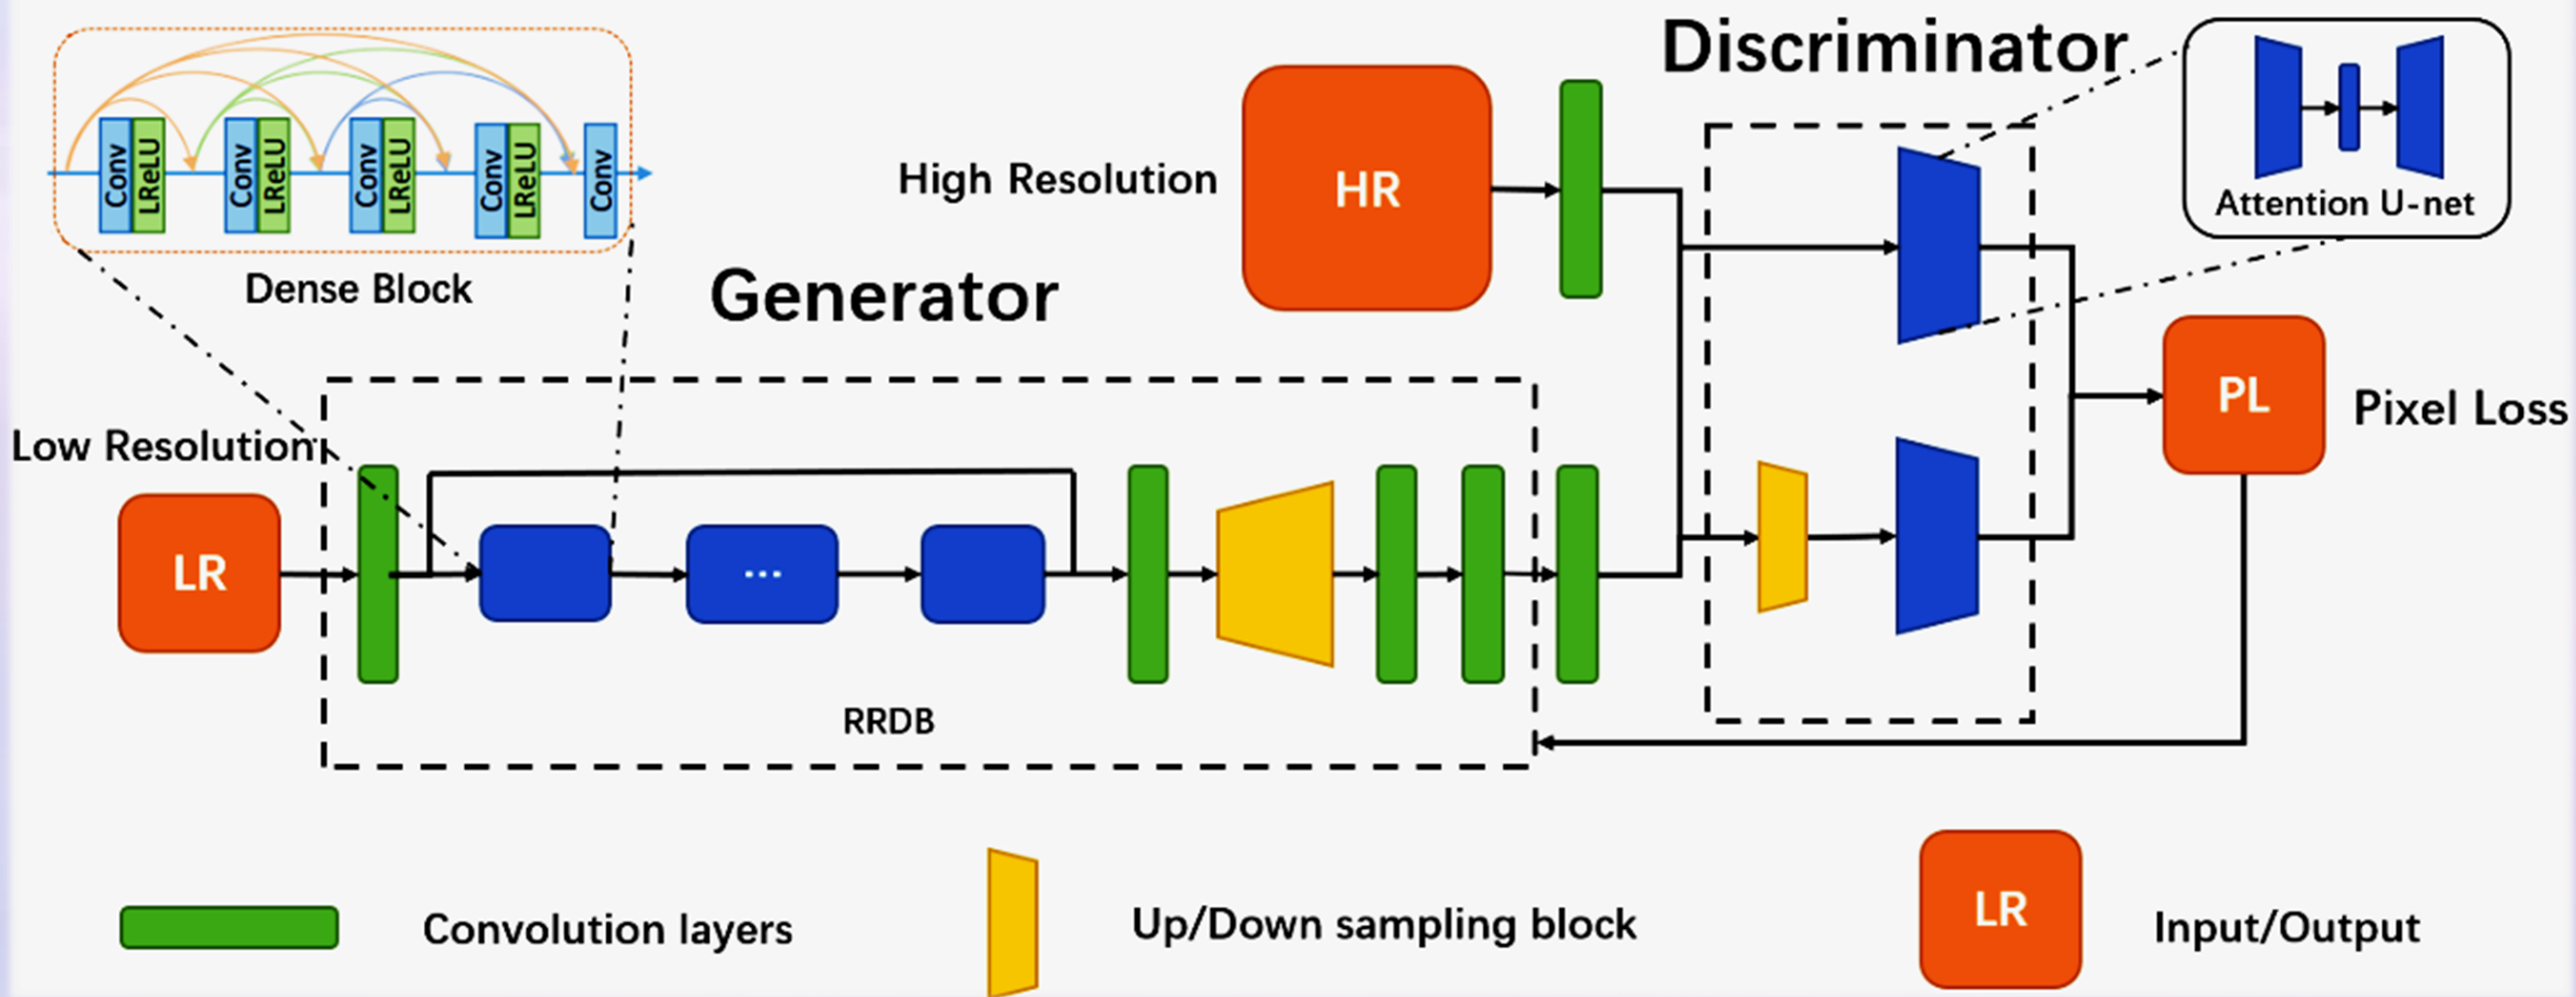 Discriminator
Conv LReLU Conv LReLU Conv LReLU Conv LReLU Conv
Dense Block
High Resolution
HR
Attention U-net
Generator
PL
Pixel Loss
Low Resolution
LR
...
RRDB
Convolution layers
Up/Down sampling block
LR
Input/Output